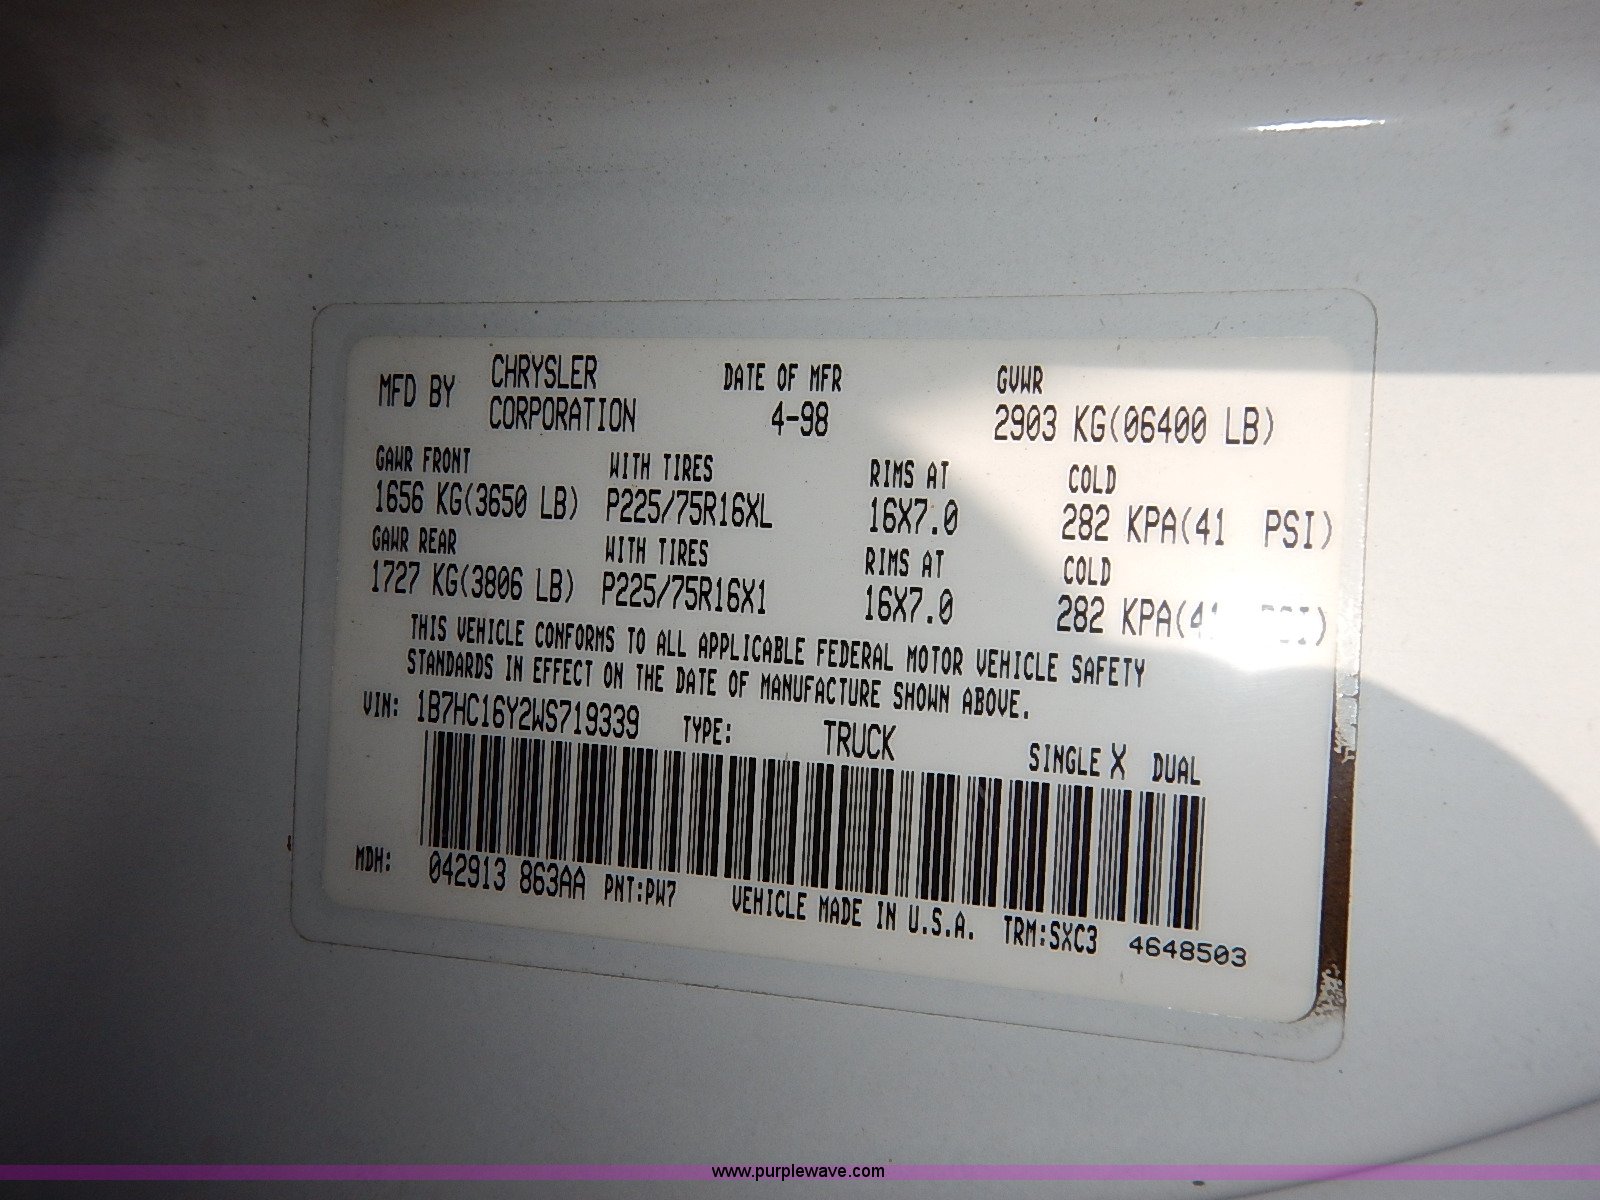 MFD BY CHRYSLER CORPORATION DATE OF MFR 4-98 GVWR 2903 KG(06400 LB)
GAWR FRONT WITH TIRES RIMS AT COLD
1656 KG(3650 LB) P225/75R16XL 16X7.0 282 KPA(41 PSI)
GAWR REAR WITH TIRES RIMS AT COLD
1727 KG(3806 LB) P225/75R16X1 16X7.0 282 KPA(41 PSI)
THIS VEHICLE CONFORMS TO ALL APPLICABLE FEDERAL MOTOR VEHICLE SAFETY
STANDARDS IN EFFECT ON THE DATE OF MANUFACTURE SHOWN ABOVE.
VIN: 1B7HC16Y2WS719339 TYPE: TRUCK SINGLE X DUAL
MDH: 042913 863AA PNT:PW7 VEHICLE MADE IN U.S.A. TRM:SXC3 4648503
www.purplewave.com